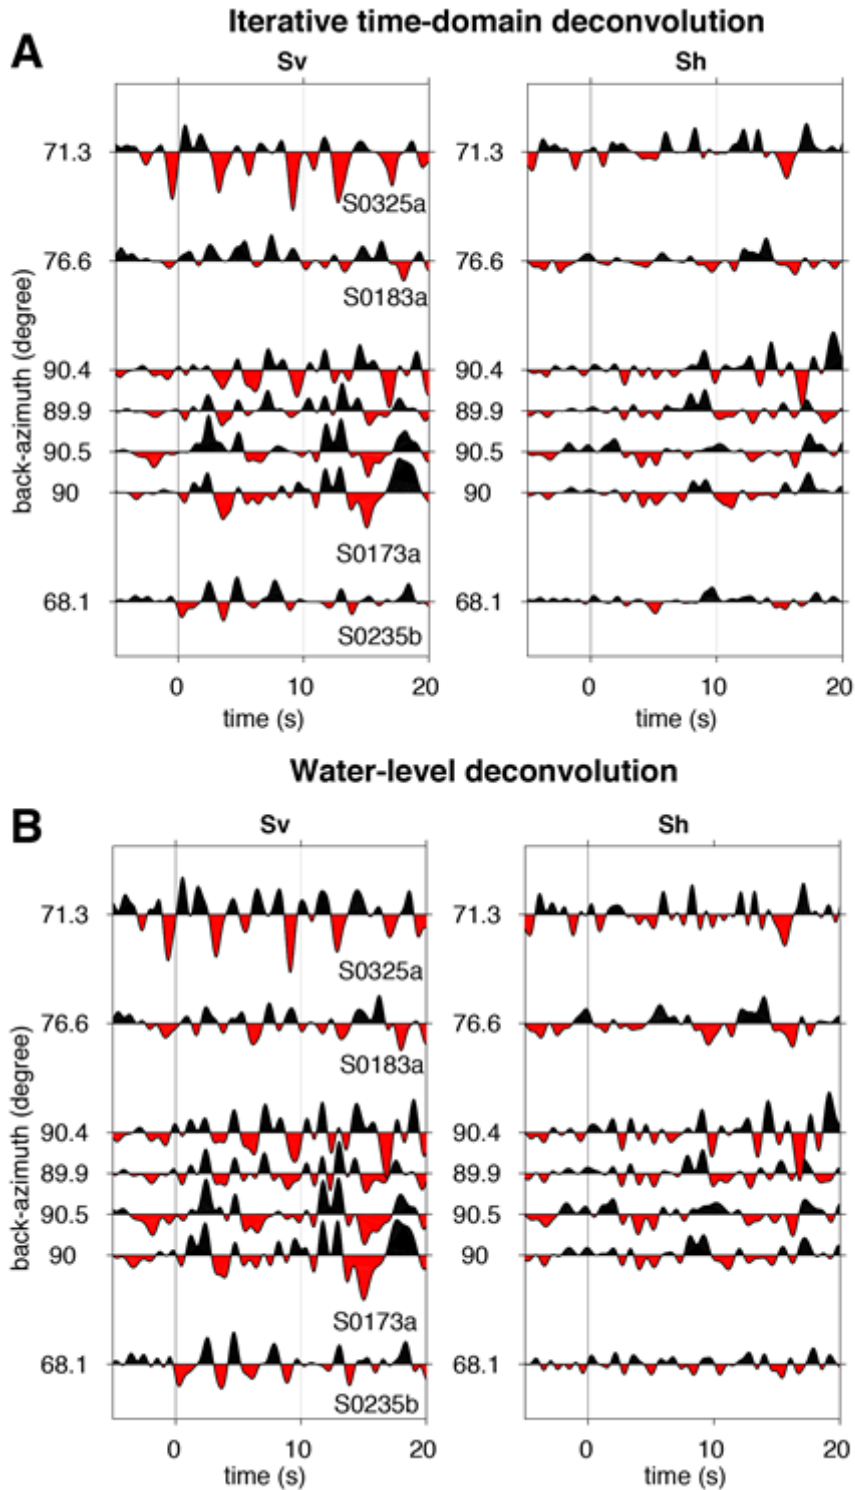 Iterative time-domain deconvolution
A
Sv
Sh
71.3
71.3
S0325a
76.6
76.6
S0183a
back-azimuth (degree)
90.4
90.4
89.9
89.9
90.5
90.5
90
90
S0173a
68.1
68.1
S0235b
0
10
20
0
10
20
time (s)
time (s)
Water-level deconvolution
B
Sv
Sh
71.3
71.3
S0325a
76.6
76.6
S0183a
back-azimuth (degree)
90.4
90.4
89.9
89.9
90.5
90.5
90
90
S0173a
68.1
68.1
S0235b
0
10
20
0
10
20
time (s)
time (s)